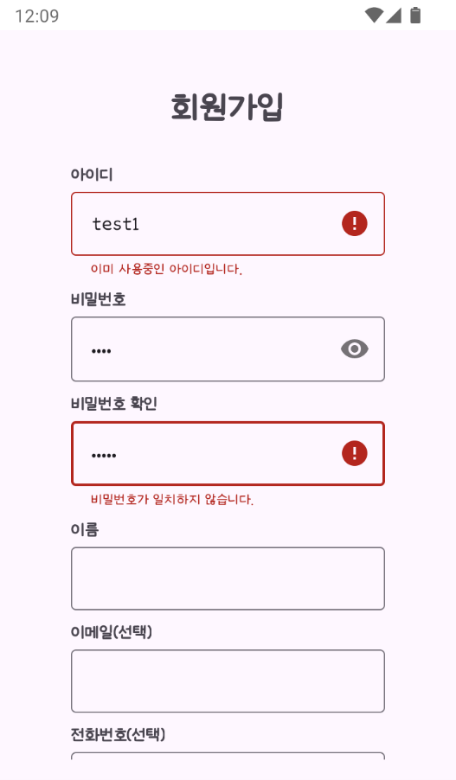 12:09
회원가입
아이디
test1
이미 사용중인 아이디입니다.
비밀번호
••••
비밀번호 확인
•••••
비밀번호가 일치하지 않습니다.
이름
이메일(선택)
전화번호(선택)